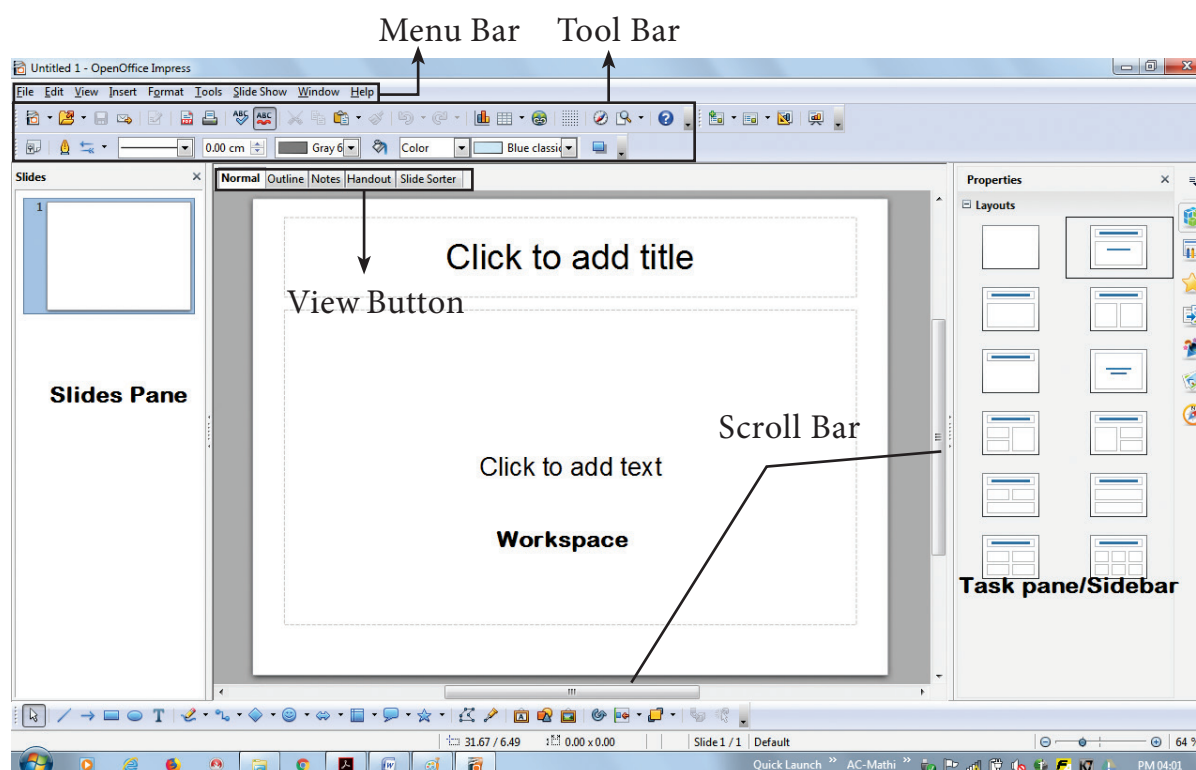 Menu Bar Tool Bar
Untitled 1 - OpenOffice Impress
File Edit View Insert Format Tools Slide Show Window Help
0.00 cm Gray 6 Color Blue classic
Slides
Normal Outline Notes Handout Slide Sorter
Properties
Layouts
1
Click to add title
View Button
Slides Pane
Scroll Bar
Click to add text
Workspace
Task pane/Sidebar
31.67 / 6.49 0.00 x 0.00 Slide 1 / 1 Default 64 %
Quick Launch » AC-Mathi » PM 04:01